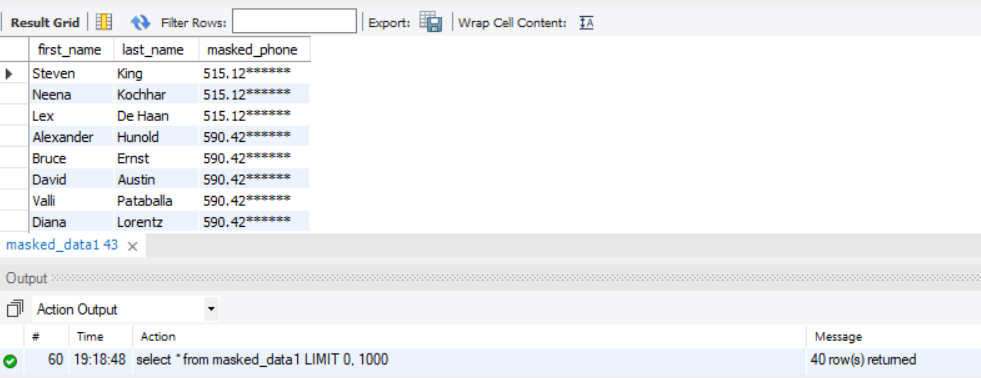 Result Grid Filter Rows: Export: Wrap Cell Content: IA
first_name last_name masked_phone
Steven King 515.12******
Neena Kochhar 515.12******
Lex De Haan 515.12******
Alexander Hunold 590.42******
Bruce Ernst 590.42******
David Austin 590.42******
Valli Pataballa 590.42******
Diana Lorentz 590.42******
masked_data1 43
Output
Action Output
# Time Action Message
60 19:18:48 select * from masked_data1 LIMIT 0, 1000 40 row(s) returned